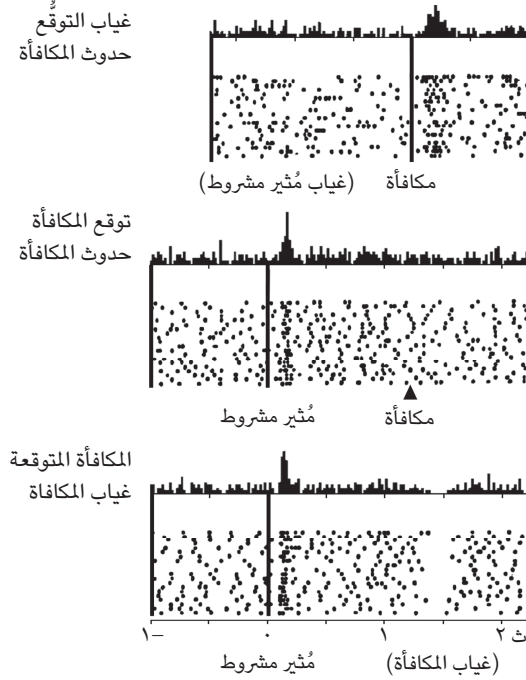 غياب التوقُّع
حدوث المكافأة
(غياب مُثير مشروط) مكافأة
توقع المكافأة
حدوث المكافأة
مُثير مشروط مكافأة
المكافأة المتوقعة
غياب المكافاة
−١ ٠ ١ ٢ ث
مُثير مشروط (غياب المكافأة)